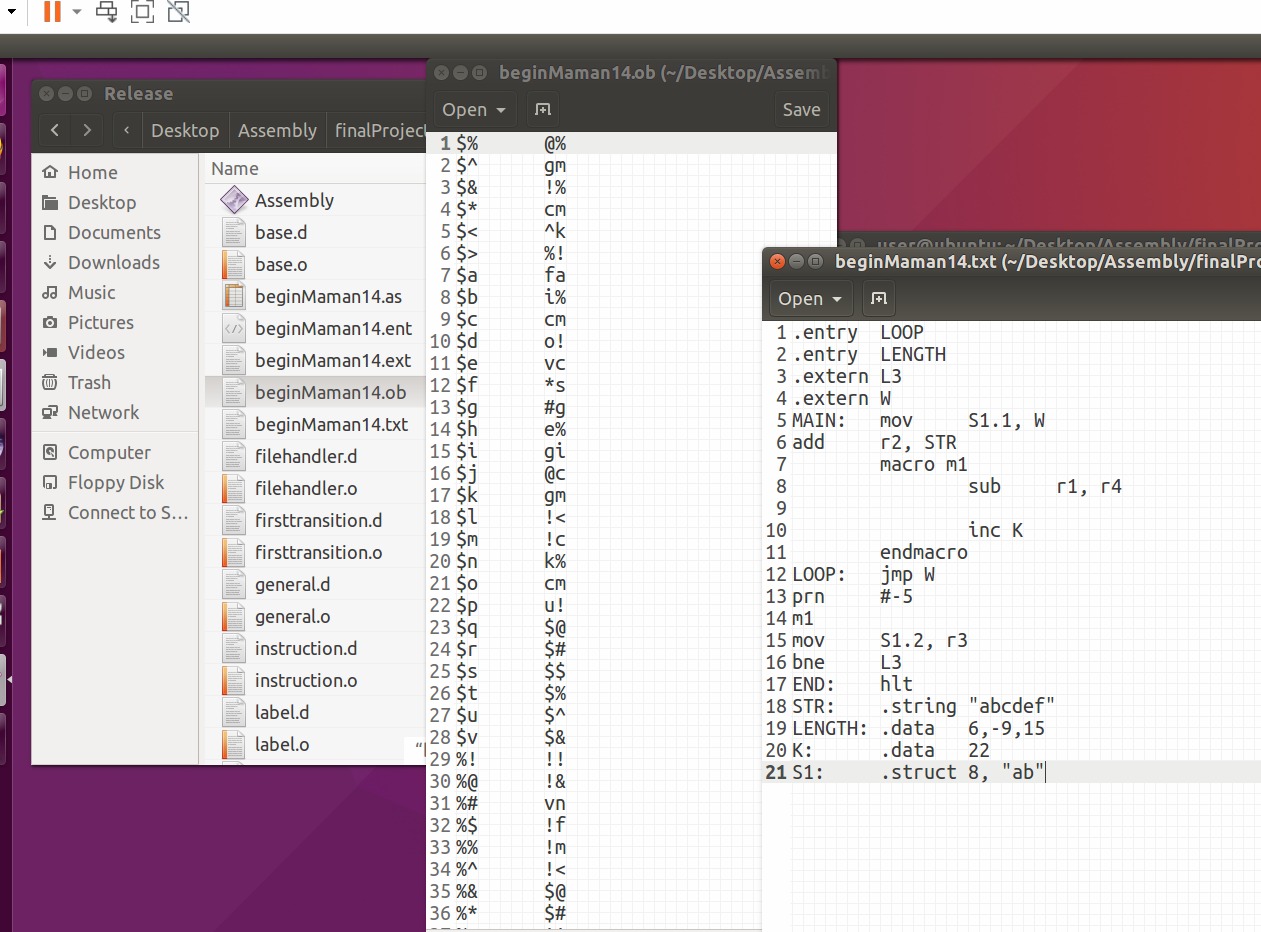 Release
Desktop Assembly finalProject
Home
Desktop
Documents
Downloads
Music
Pictures
Videos
Trash
Network
Computer
Floppy Disk
Connect to S…
Name
Assembly
base.d
base.o
beginMaman14.as
beginMaman14.ent
beginMaman14.ext
beginMaman14.ob
beginMaman14.txt
filehandler.d
filehandler.o
firsttransition.d
firsttransition.o
general.d
general.o
instruction.d
instruction.o
label.d
label.o
beginMaman14.ob (~/Desktop/Assemb
Open Save
1 $% @%
2 $^ gm
3 $& !%
4 $* cm
5 $< ^k
6 $> %!
7 $a fa
8 $b i%
9 $c cm
10 $d o!
11 $e vc
12 $f *s
13 $g #g
14 $h e%
15 $i gi
16 $j @c
17 $k gm
18 $l !<
19 $m !c
20 $n k%
21 $o cm
22 $p u!
23 $q $@
24 $r $#
25 $s $$
26 $t $%
27 $u $^
28 $v $&
29 %! !!
30 %@ !&
31 %# vn
32 %$ !f
33 %% !m
34 %^ !<
35 %& $@
36 %* $#
user@ubuntu: ~/Desktop/Assembly/finalPro
beginMaman14.txt (~/Desktop/Assembly/finalPro
Open
1 .entry LOOP
2 .entry LENGTH
3 .extern L3
4 .extern W
5 MAIN: mov S1.1, W
6 add r2, STR
7 macro m1
8 sub r1, r4
9
10 inc K
11 endmacro
12 LOOP: jmp W
13 prn #-5
14 m1
15 mov S1.2, r3
16 bne L3
17 END: hlt
18 STR: .string "abcdef"
19 LENGTH: .data 6,-9,15
20 K: .data 22
21 S1: .struct 8, "ab"